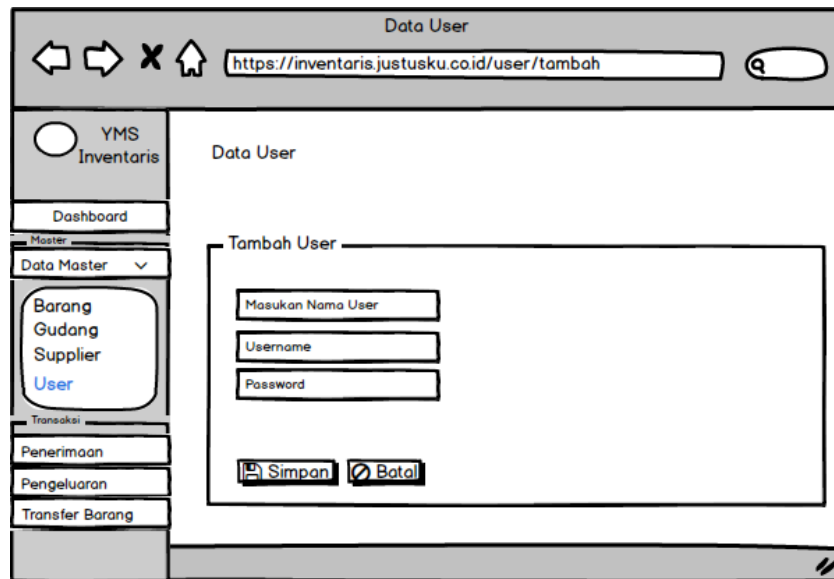 Data User
https://inventaris.justusku.co.id/user/tambah
YMS
Inventaris
Dashboard
Master
Data Master
Barang
Gudang
Supplier
User
Transaksi
Penerimaan
Pengeluaran
Transfer Barang
Data User
Tambah User
Masukan Nama User
Username
Password
Simpan Batal